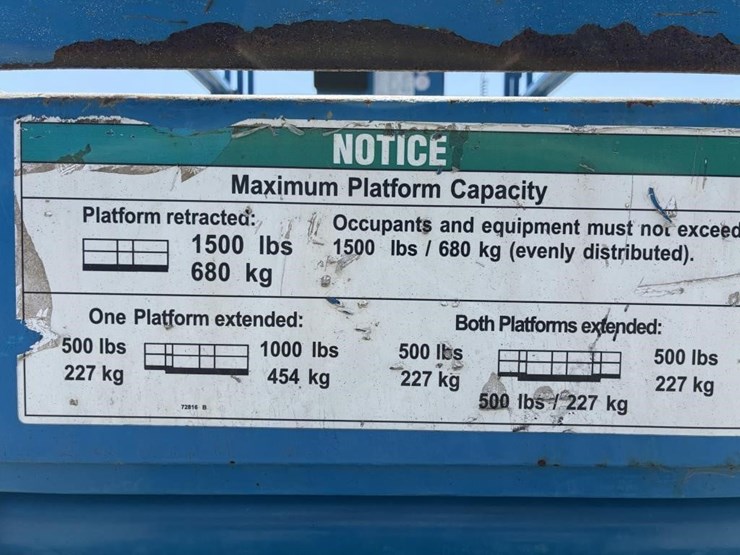 NOTICE
Maximum Platform Capacity
Platform retracted:
1500 lbs
680 kg
Occupants and equipment must not exceed
1500 lbs / 680 kg (evenly distributed).
One Platform extended:
500 lbs
227 kg
1000 lbs
454 kg
Both Platforms extended:
500 lbs
227 kg
500 lbs
227 kg
500 lbs / 227 kg
72816 B